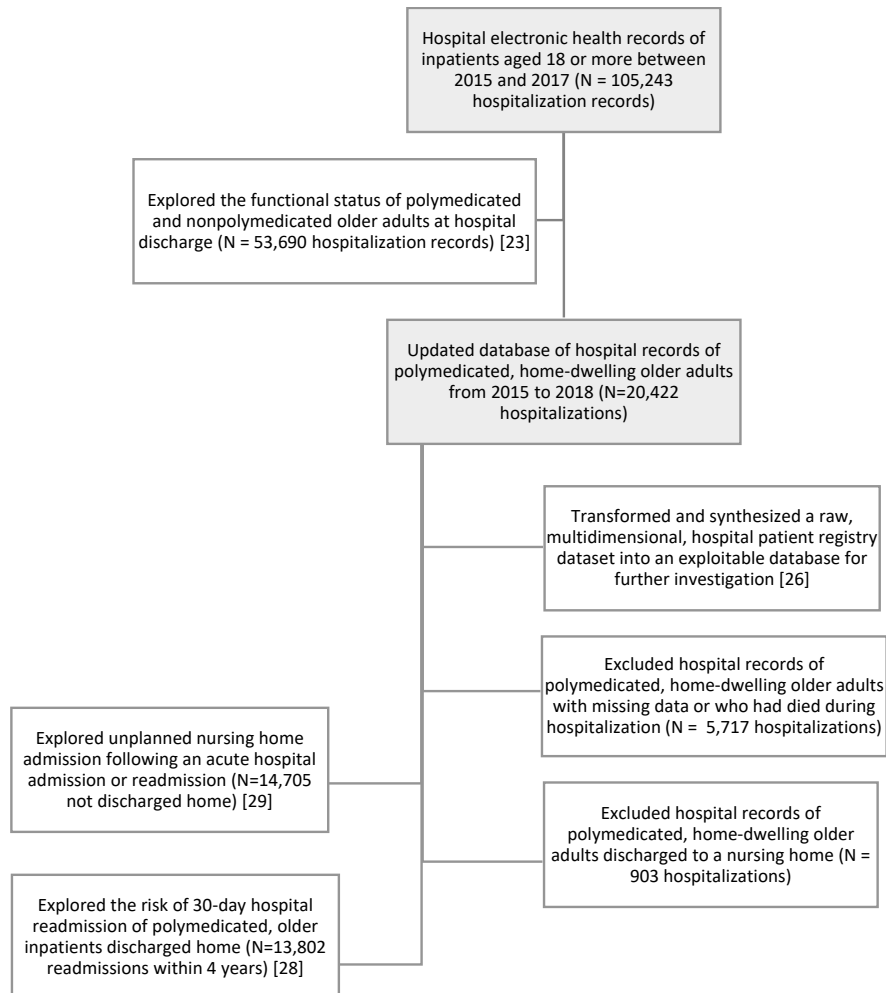 Hospital electronic health records of
inpatients aged 18 or more between
2015 and 2017 (N = 105,243
hospitalization records)
Explored the functional status of polymedicated
and nonpolymedicated older adults at hospital
discharge (N = 53,690 hospitalization records) [23]
Updated database of hospital records of
polymedicated, home-dwelling older adults
from 2015 to 2018 (N=20,422
hospitalizations)
Transformed and synthesized a raw,
multidimensional, hospital patient registry
dataset into an exploitable database for
further investigation [26]
Excluded hospital records of
polymedicated, home-dwelling older adults
with missing data or who had died during
hospitalization (N =  5,717 hospitalizations)
Explored unplanned nursing home
admission following an acute hospital
admission or readmission (N=14,705
not discharged home) [29]
Excluded hospital records of
polymedicated, home-dwelling older
adults discharged to a nursing home (N =
903 hospitalizations)
Explored the risk of 30-day hospital
readmission of polymedicated, older
inpatients discharged home (N=13,802
readmissions within 4 years) [28]